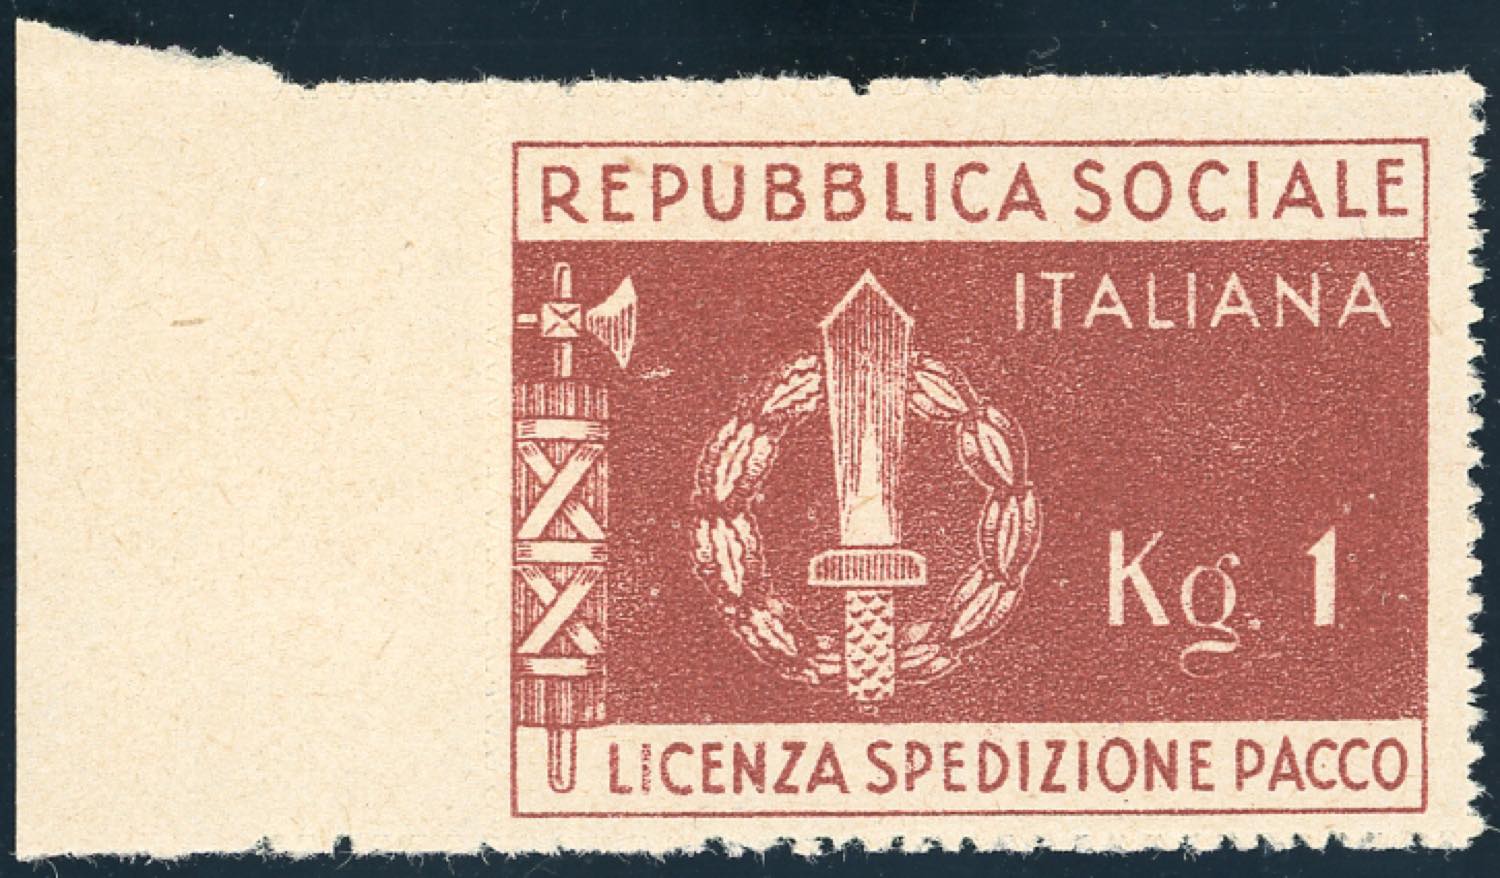 REPUBBLICA SOCIALE
ITALIANA
Kg. 1
LICENZA SPEDIZIONE PACCO